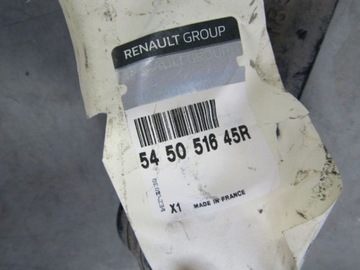 RENAULT GROUP
54 50 516 45R
X1 MADE IN FRANCE